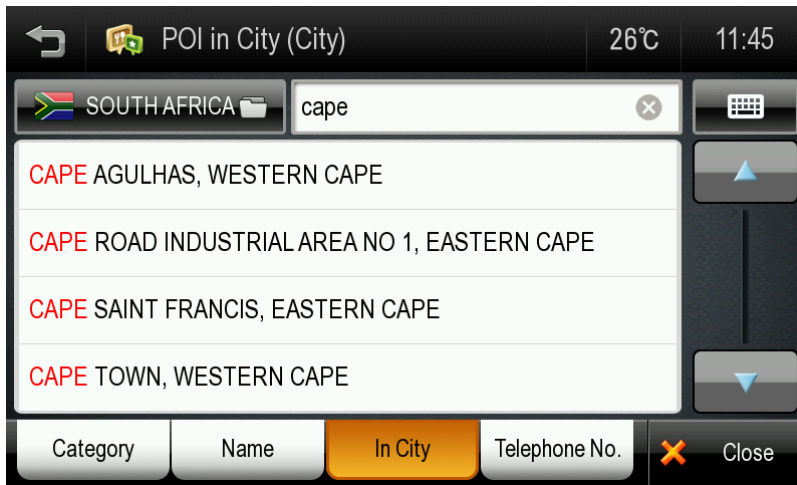 POI in City (City) 26℃ 11:45
SOUTH AFRICA cape
CAPE AGULHAS, WESTERN CAPE
CAPE ROAD INDUSTRIAL AREA NO 1, EASTERN CAPE
CAPE SAINT FRANCIS, EASTERN CAPE
CAPE TOWN, WESTERN CAPE
Category Name In City Telephone No. Close